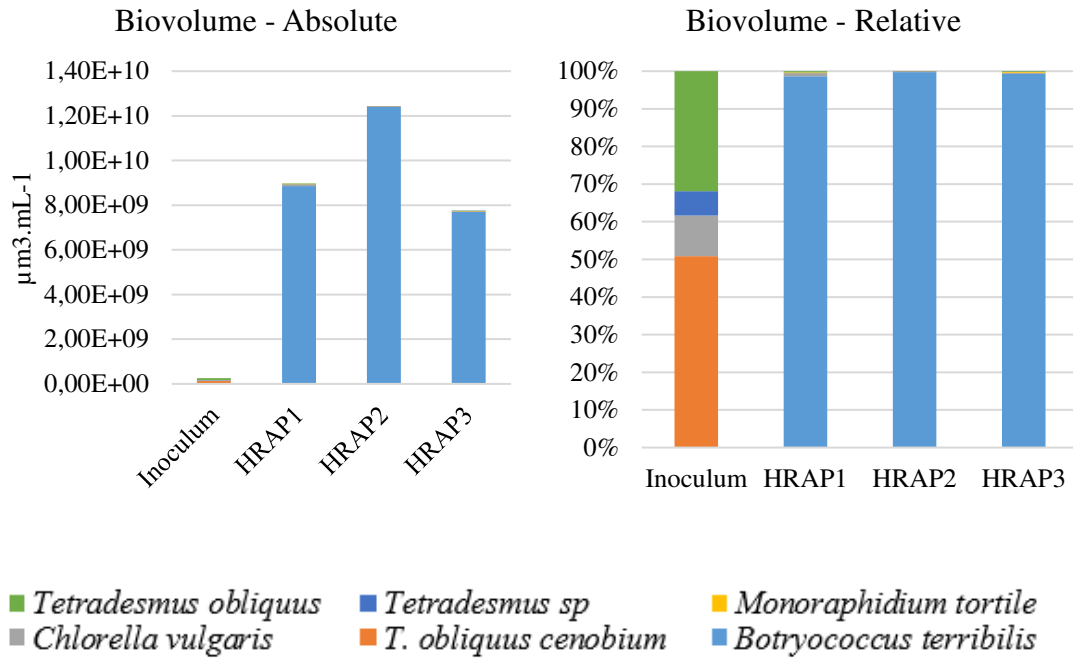 Biovolume - Absolute
µm3.mL-1
1,40E+10
1,20E+10
1,00E+10
8,00E+09
6,00E+09
4,00E+09
2,00E+09
0,00E+00
Inoculum
HRAP1
HRAP2
HRAP3
Biovolume - Relative
100%
90%
80%
70%
60%
50%
40%
30%
20%
10%
0%
Inoculum HRAP1 HRAP2 HRAP3
Tetradesmus obliquus Tetradesmus sp Monoraphidium tortile
Chlorella vulgaris T. obliquus cenobium Botryococcus terribilis